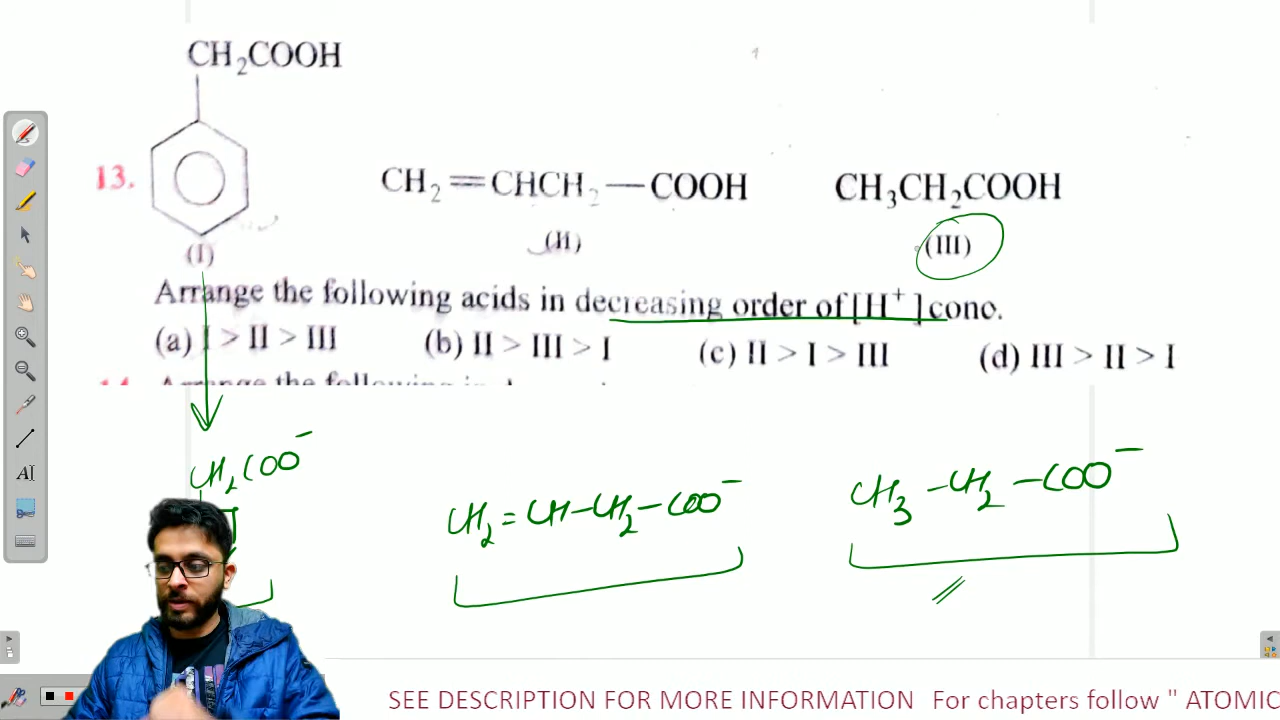 CH₂COOH
13.
CH₂=CHCH₂—COOH
CH₃CH₂COOH
(I)
(II)
(III)
Arrange the following acids in decreasing order of [H⁺] conc.
(a) I > II > III
(b) II > III > I
(c) II > I > III
(d) III > II > I
CH₂COO⁻
CH₂=CH-CH₂-COO⁻
CH₃-CH₂-COO⁻
AI
SEE DESCRIPTION FOR MORE INFORMATION For chapters follow " ATOMIC